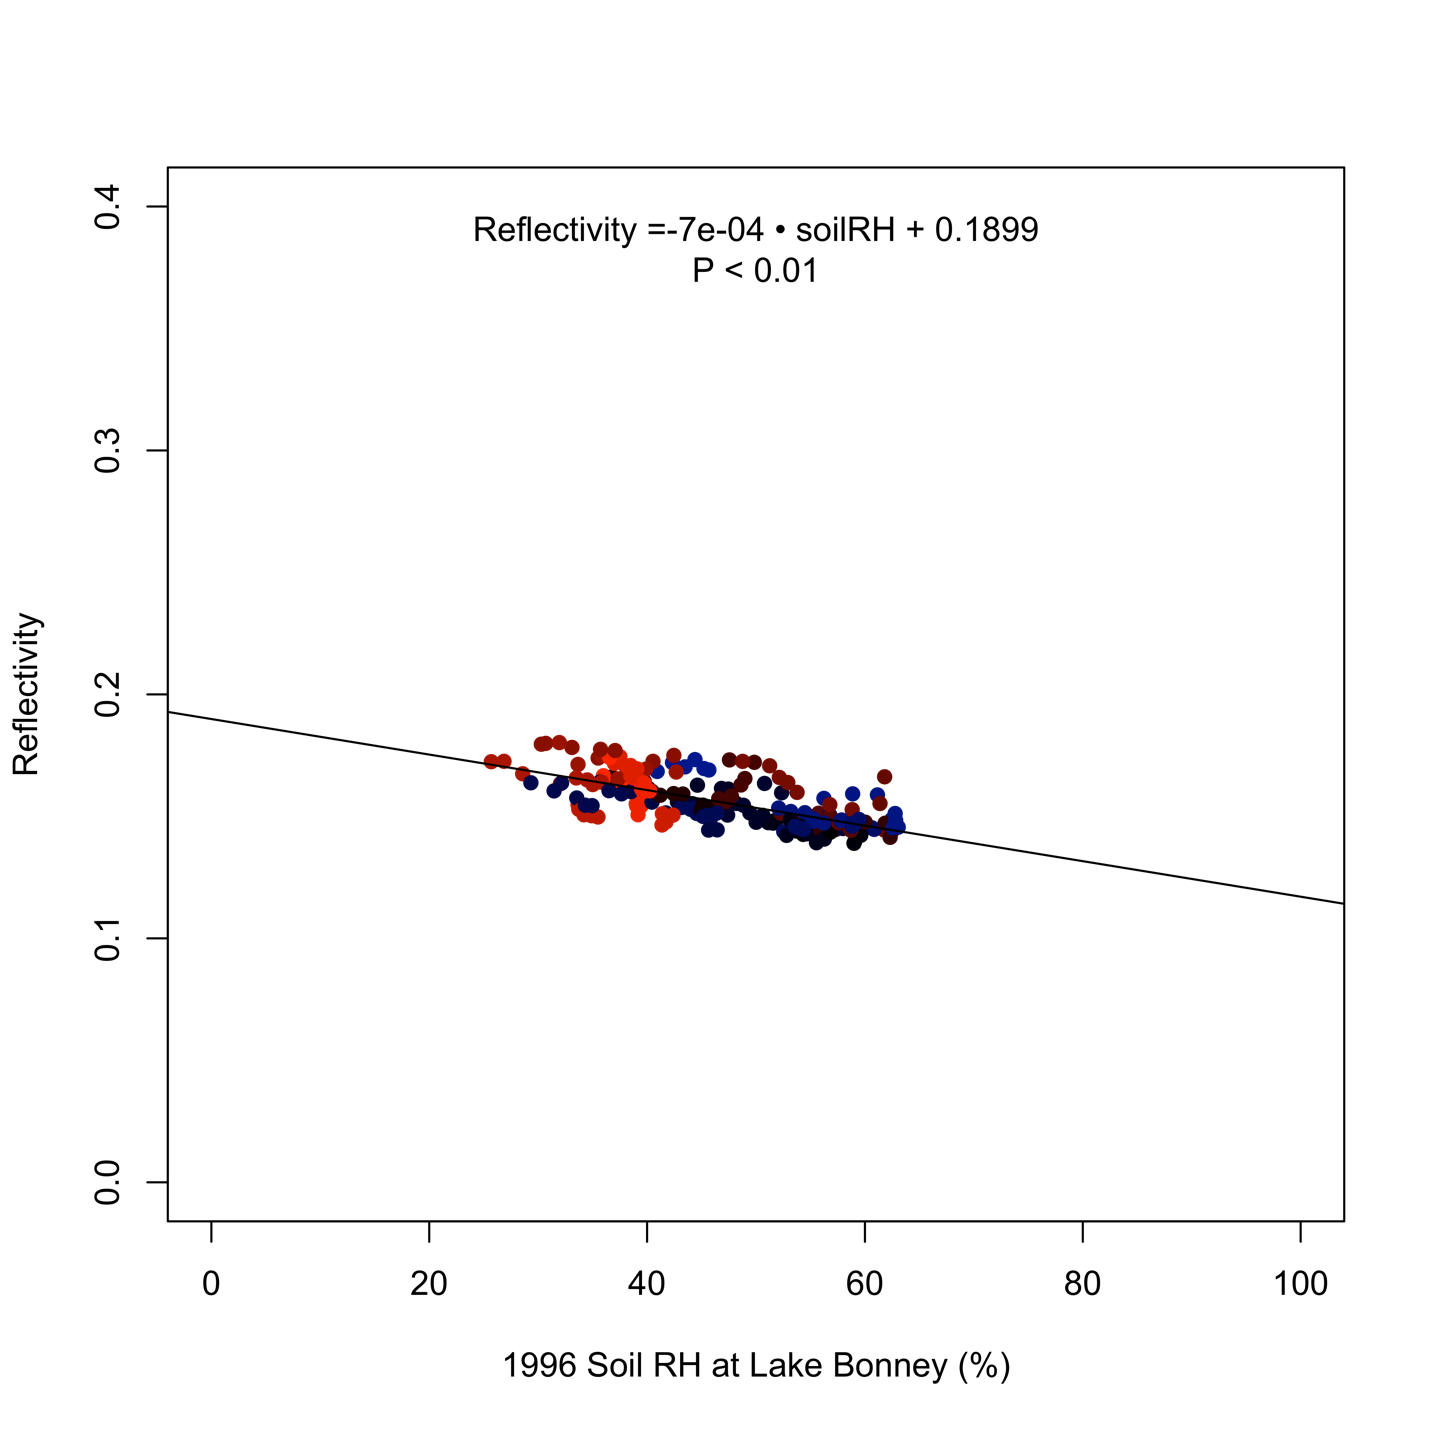 Reflectivity =-7e-04 • soilRH + 0.1899
P < 0.01
0.4
0.3
0.2
0.1
0.0
Reflectivity
0 20 40 60 80 100
1996 Soil RH at Lake Bonney (%)